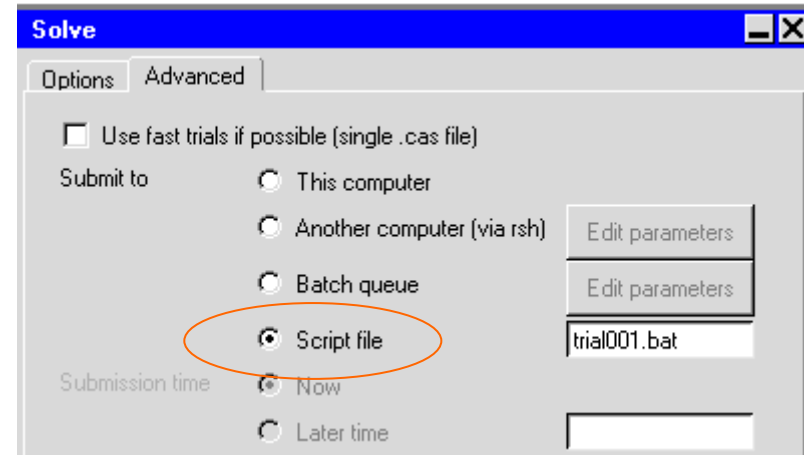 Solve
Options Advanced
Use fast trials if possible (single .cas file)
Submit to This computer
Another computer (via rsh) Edit parameters
Batch queue Edit parameters
Script file trial001.bat
Submission time Now
Later time